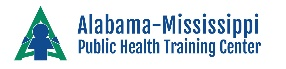 Alabama-Mississippi
Public Health Training Center